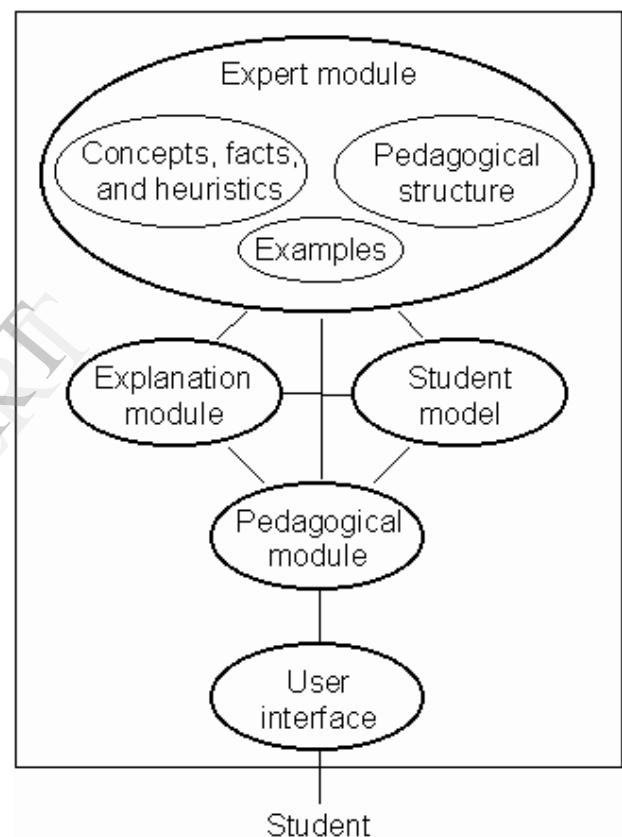 Expert module
Concepts, facts,
and heuristics
Pedagogical
structure
Examples
Explanation
module
Student
model
Pedagogical
module
User
interface
Student